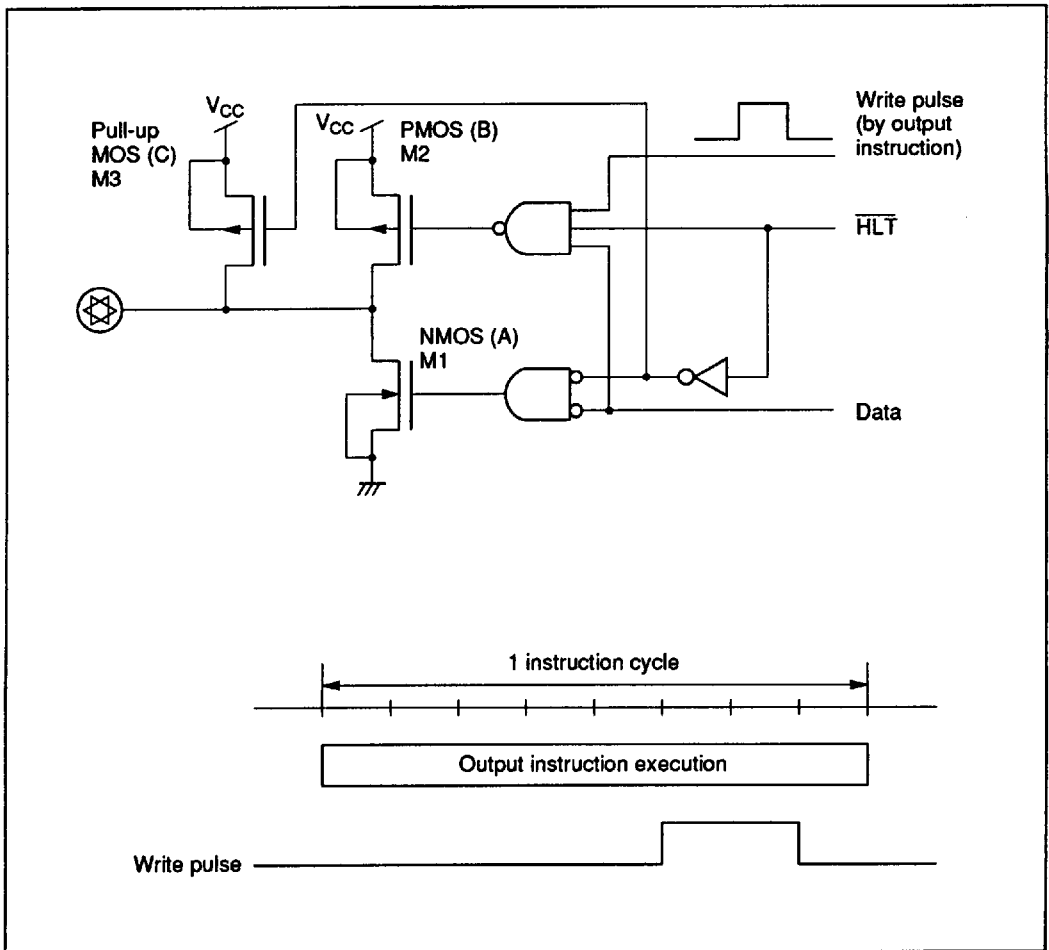 Pull-up
MOS (C)
M3
VCC
VCC
PMOS (B)
M2
Write pulse
(by output
instruction)
HLT
NMOS (A)
M1
Data
1 instruction cycle
Output instruction execution
Write pulse